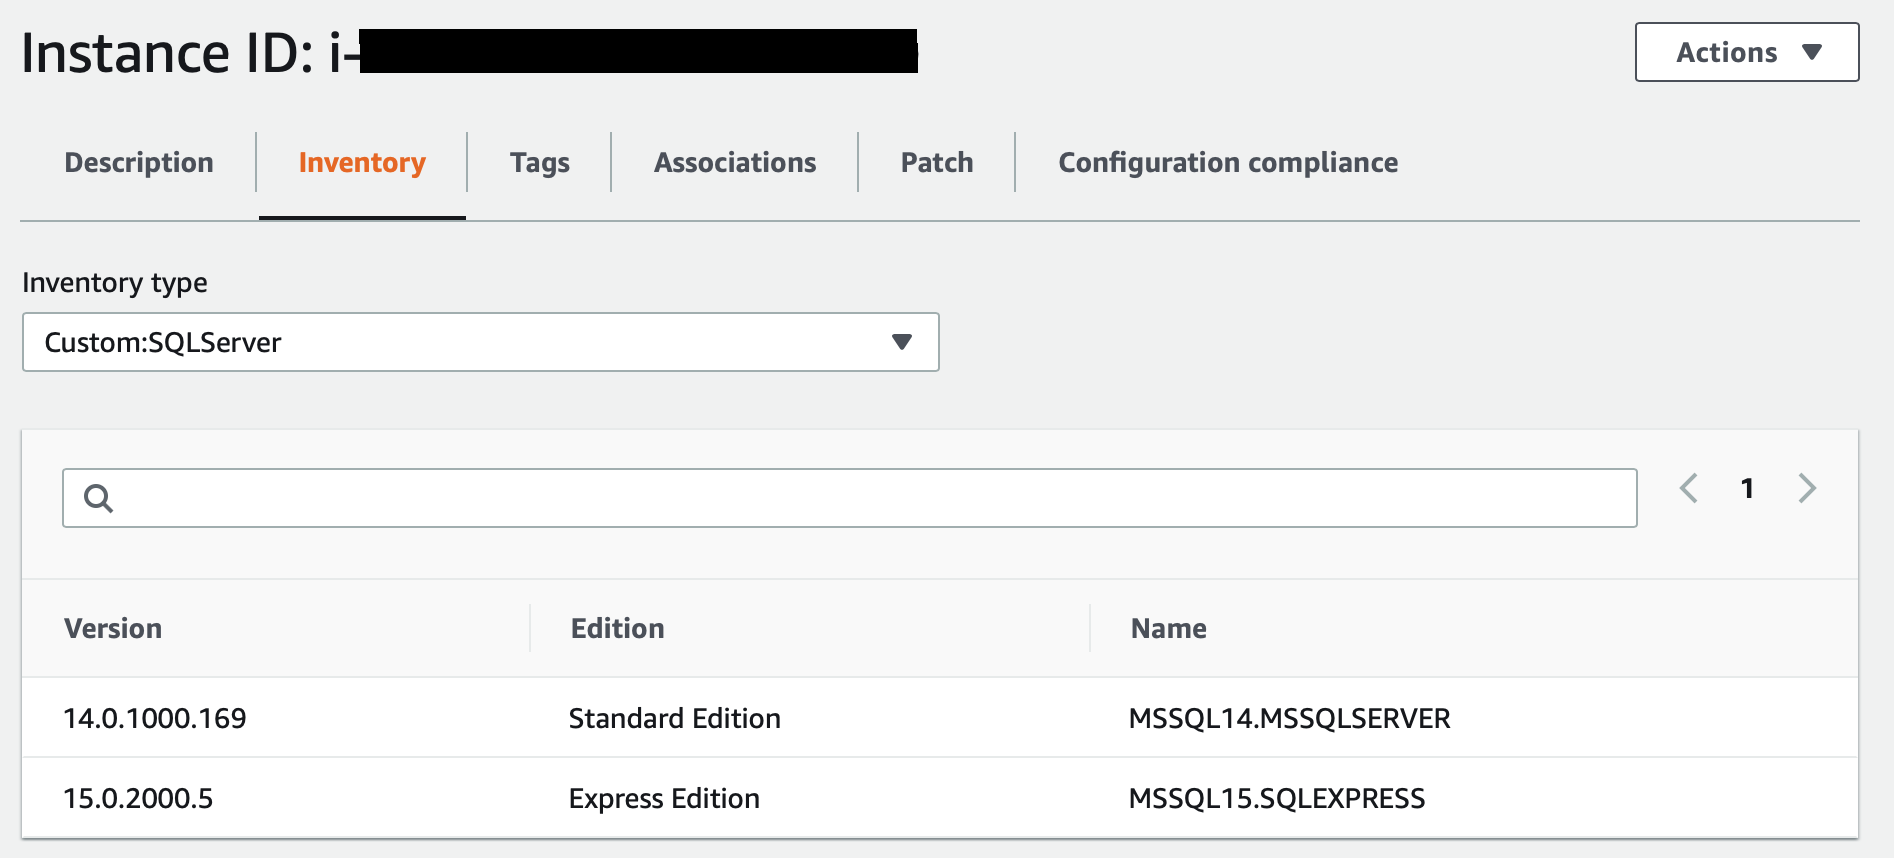 Instance ID: i-
Actions
Description Inventory Tags Associations Patch Configuration compliance
Inventory type
Custom:SQLServer
1
Version Edition Name
14.0.1000.169 Standard Edition MSSQL14.MSSQLSERVER
15.0.2000.5 Express Edition MSSQL15.SQLEXPRESS